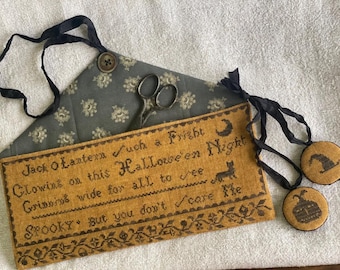 Jack O Lantern Such a Fright
Glowing on this Halloween Night
Grinning wide for all to See
SPOOKY But you don't Scare Me